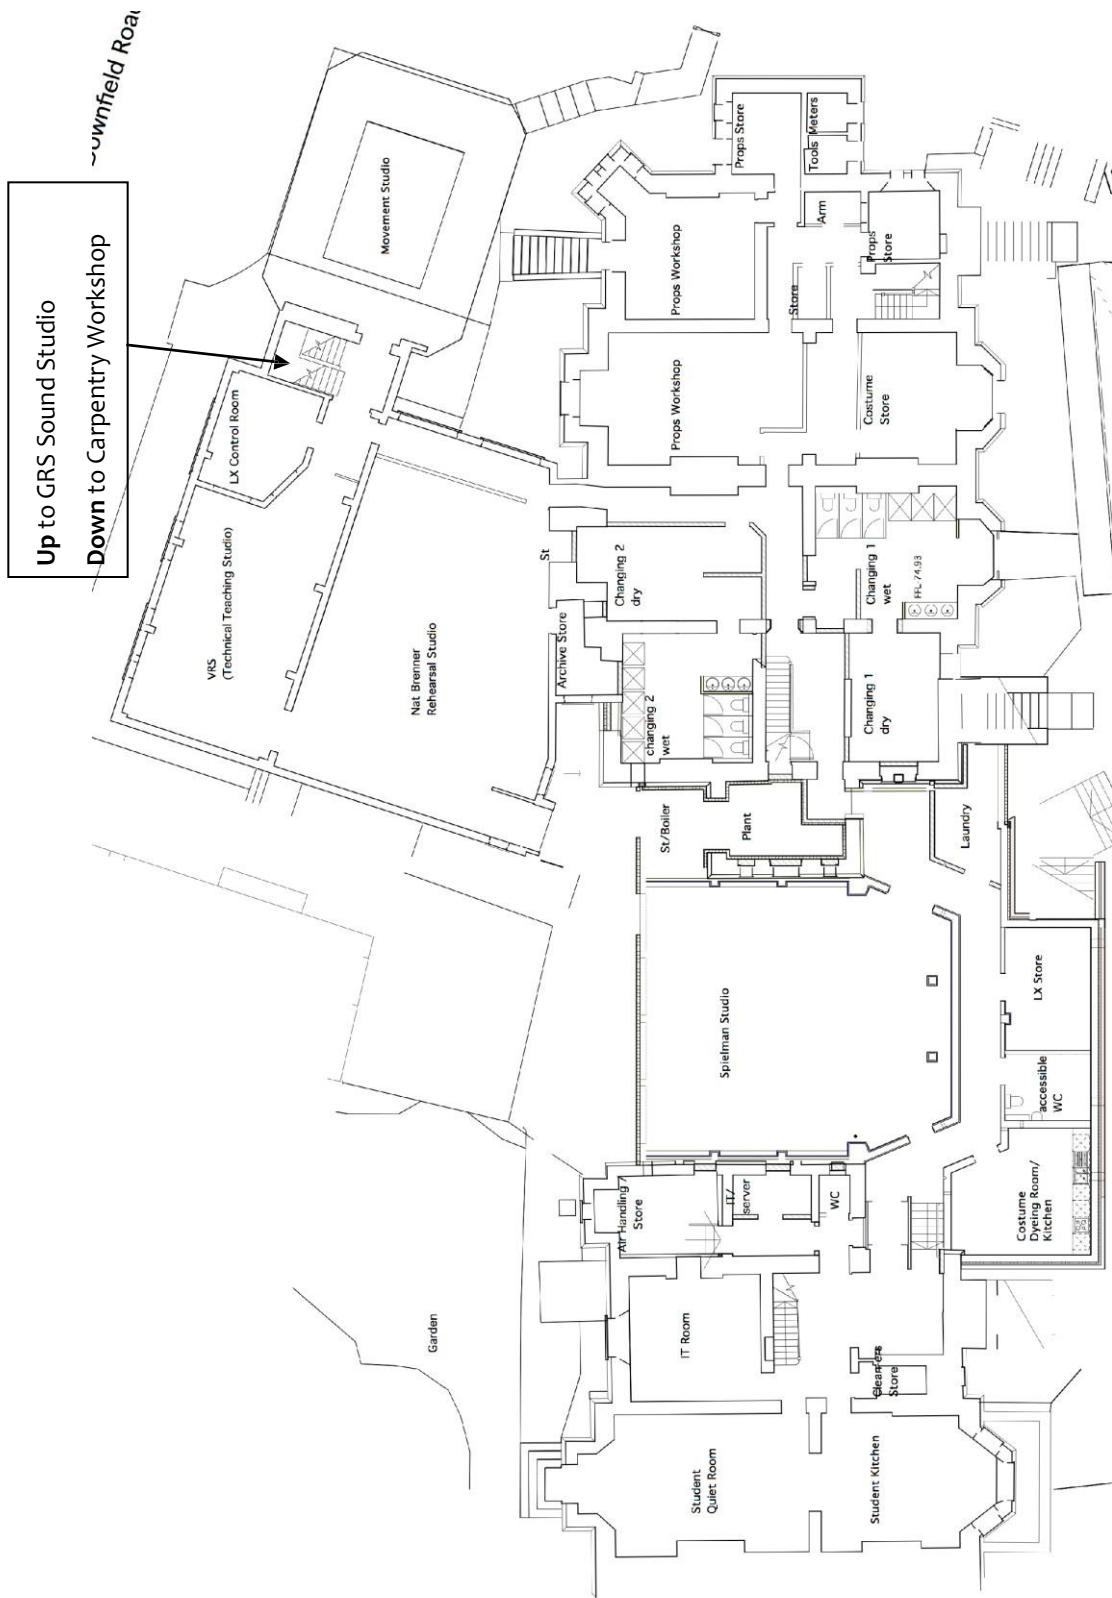 Up to GRS Sound Studio
Down to Carpentry Workshop
Downfield Road
Movement Studio
LX Control Room
VRS
(Technical Teaching Studio)
Nat Brenner
Rehearsal Studio
St
Archive Store
Changing 2
dry
changing 2
wet
St/Boiler
Plant
Props Store
Tools
Meters
Arm
Props
Store
Props Workshop
Store
Props Workshop
Costume
Store
Changing 1
wet
FFL-74.93
Changing 1
dry
Laundry
Spielman Studio
LX Store
accessible
WC
Costume
Dyeing Room/
Kitchen
Air Handling /
Store
IT/
server
WC
Garden
IT Room
Cleaners
Store
Student
Quiet Room
Student Kitchen